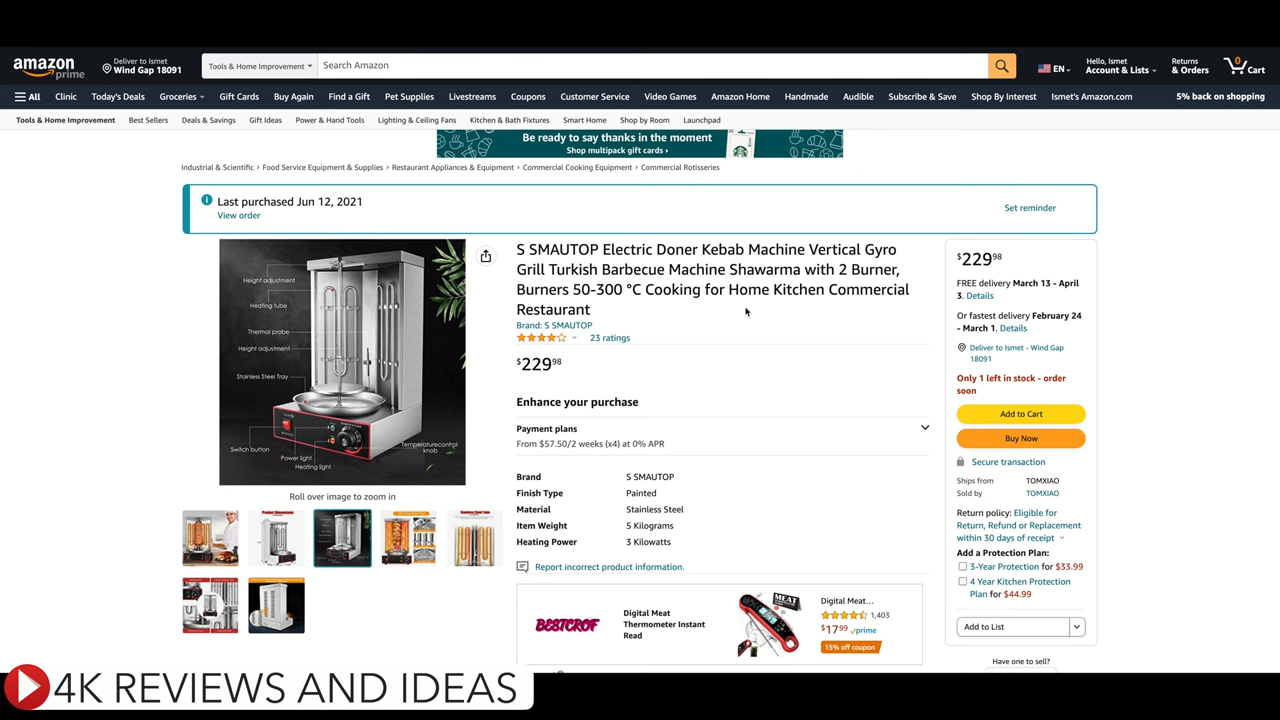 amazon
prime
Deliver to Ismet
Wind Gap 18091
Tools & Home Improvement
Search Amazon
EN
Hello, Ismet
Account & Lists
Returns
& Orders
0
Cart
All
Clinic
Today's Deals
Groceries
Gift Cards
Buy Again
Find a Gift
Pet Supplies
Livestreams
Coupons
Customer Service
Video Games
Amazon Home
Handmade
Audible
Subscribe & Save
Shop By Interest
Ismet's Amazon.com
5% back on shopping
Tools & Home Improvement
Best Sellers
Deals & Savings
Gift Ideas
Power & Hand Tools
Lighting & Ceiling Fans
Kitchen & Bath Fixtures
Smart Home
Shop by Room
Launchpad
Be ready to say thanks in the moment
Shop multipack gift cards ›
Industrial & Scientific › Food Service Equipment & Supplies › Restaurant Appliances & Equipment › Commercial Cooking Equipment › Commercial Rotisseries
Last purchased Jun 12, 2021
View order
Set reminder
Height adjustment
Heating tube
Thermal probe
Height adjustment
Stainless Steel Tray
Switch button
Power light
Heating light
Temperaturecontrpl
knob
Roll over image to zoom in
S SMAUTOP Electric Doner Kebab Machine Vertical Gyro
Grill Turkish Barbecue Machine Shawarma with 2 Burner,
Burners 50-300 °C Cooking for Home Kitchen Commercial
Restaurant
Brand: S SMAUTOP
23 ratings
$229.98
Enhance your purchase
Payment plans
From $57.50/2 weeks (x4) at 0% APR
Brand S SMAUTOP
Finish Type Painted
Material Stainless Steel
Item Weight 5 Kilograms
Heating Power 3 Kilowatts
Report incorrect product information.
BESTCROF
Digital Meat
Thermometer Instant
Read
MEAT
Digital Meat...
1,403
$17.99 prime
15% off coupon
$229.98
FREE delivery March 13 - April
3. Details
Or fastest delivery February 24
- March 1. Details
Deliver to Ismet - Wind Gap
18091
Only 1 left in stock - order
soon
Add to Cart
Buy Now
Secure transaction
Ships from TOMXIAO
Sold by TOMXIAO
Return policy: Eligible for
Return, Refund or Replacement
within 30 days of receipt
Add a Protection Plan:
3-Year Protection for $33.99
4 Year Kitchen Protection
Plan for $44.99
Add to List
Have one to sell?
4K REVIEWS AND IDEAS